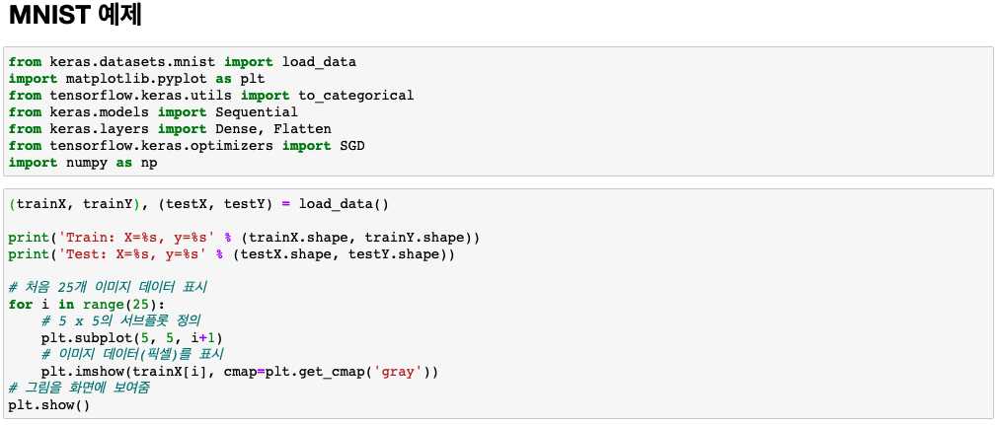 MNIST 예제
from keras.datasets.mnist import load_data
import matplotlib.pyplot as plt
from tensorflow.keras.utils import to_categorical
from keras.models import Sequential
from keras.layers import Dense, Flatten
from tensorflow.keras.optimizers import SGD
import numpy as np
(trainX, trainY), (testX, testY) = load_data()
print('Train: X=%s, y=%s' % (trainX.shape, trainY.shape))
print('Test: X=%s, y=%s' % (testX.shape, testY.shape))
# 처음 25개 이미지 데이터 표시
for i in range(25):
    # 5 x 5의 서브플롯 정의
    plt.subplot(5, 5, i+1)
    # 이미지 데이터(픽셀)를 표시
    plt.imshow(trainX[i], cmap=plt.get_cmap('gray'))
# 그림을 화면에 보여줌
plt.show()